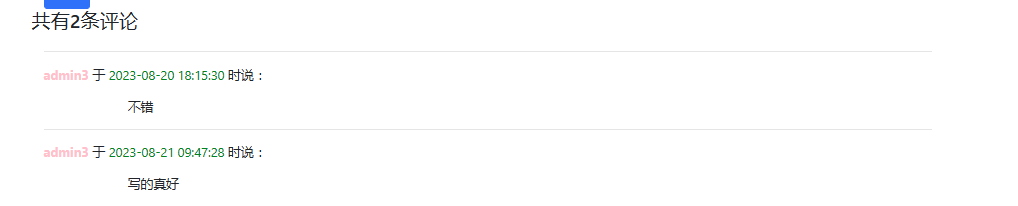 共有2条评论
admin3 于 2023-08-20 18:15:30 时说：
不错
admin3 于 2023-08-21 09:47:28 时说：
写的真好